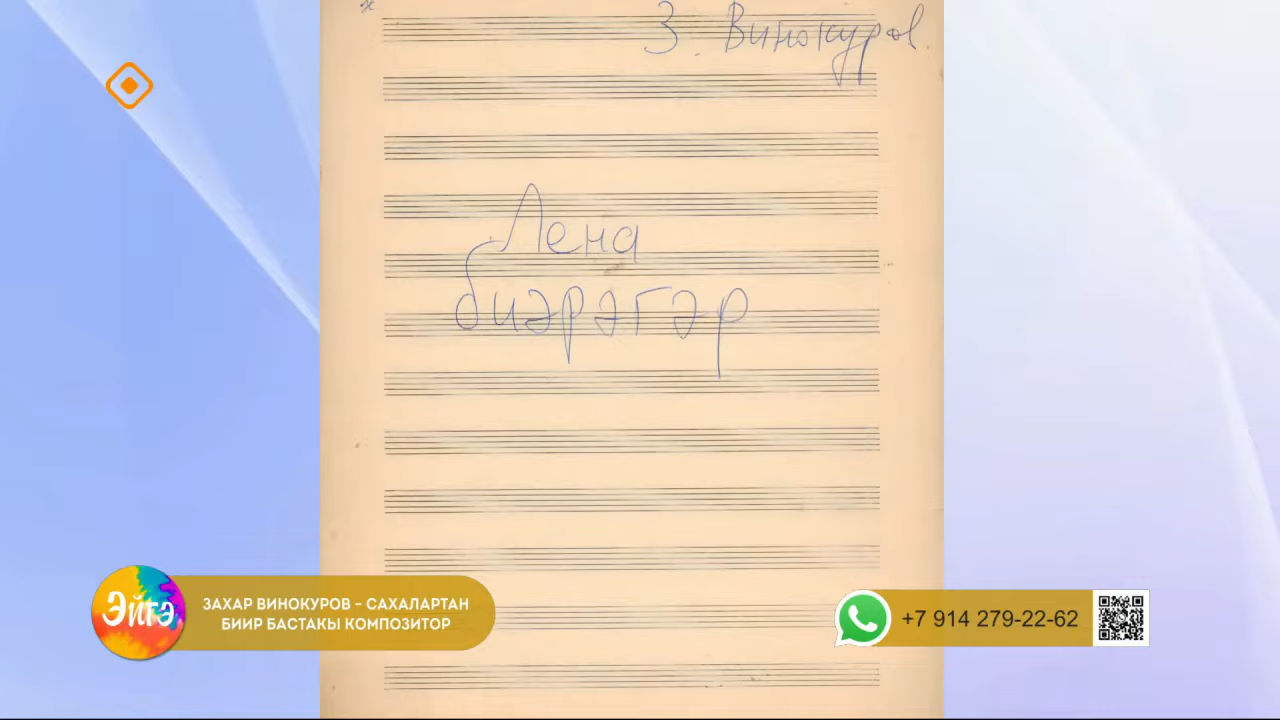 З. Винокуров.
Лена
биэрэгэр
Эйгэ
ЗАХАР ВИНОКУРОВ - САХАЛАРТАН
БИИР БАСТАКЫ КОМПОЗИТОР
+7 914 279-22-62